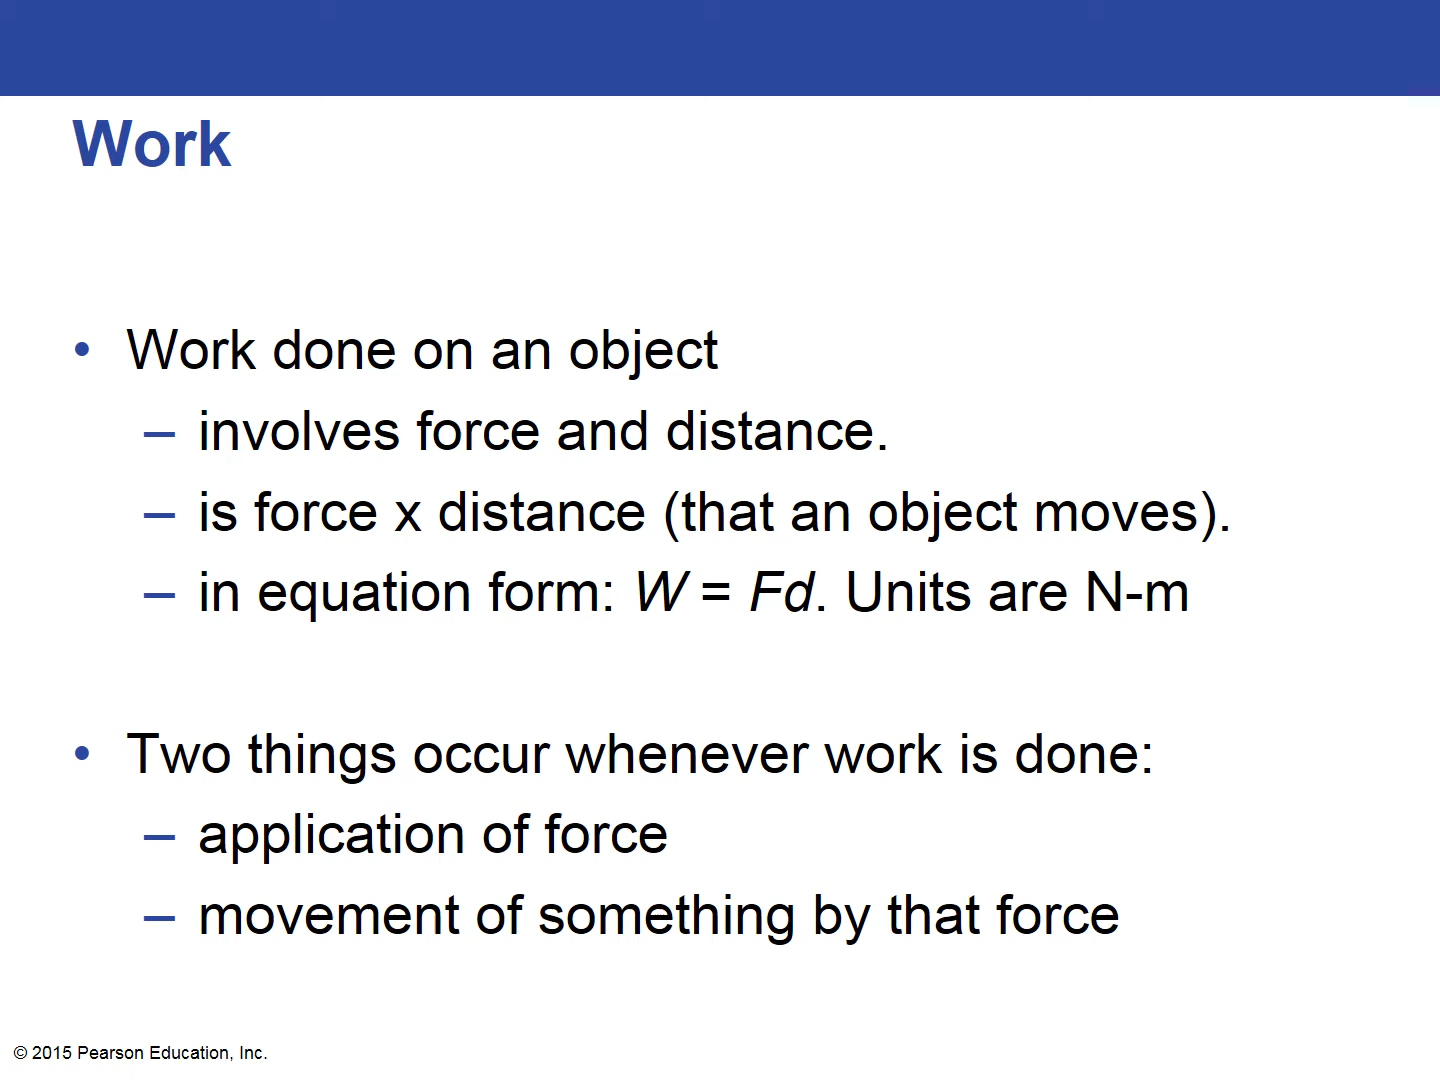 Work
• Work done on an object
– involves force and distance.
– is force x distance (that an object moves).
– in equation form: W = Fd. Units are N-m
• Two things occur whenever work is done:
– application of force
– movement of something by that force
© 2015 Pearson Education, Inc.